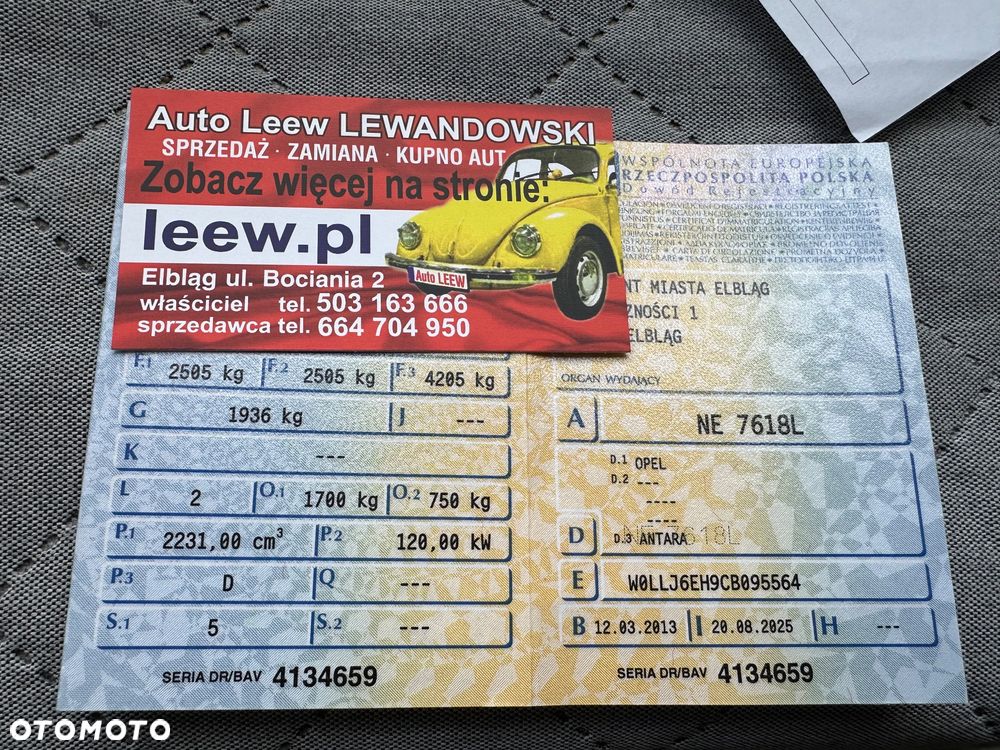 Auto Leew LEWANDOWSKI
SPRZEDAŻ · ZAMIANA · KUPNO AUT
Zobacz więcej na stronie:
leew.pl
Auto LEEW
Elbląg ul. Bociania 2
właściciel tel. 503 163 666
sprzedawca tel. 664 704 950
WSPÓLNOTA EUROPEJSKA
RZECZPOSPOLITA POLSKA
Dowód Rejestracyjny
NT MIASTA ELBLĄG
ZNOŚCI 1
ELBLĄG
ORGAN WYDAJĄCY
F.1 2505 kg F.2 2505 kg F.3 4205 kg
G 1936 kg J ---
K ---
L 2 O.1 1700 kg O.2 750 kg
P.1 2231,00 cm³ P.2 120,00 kW
P.3 D Q ---
S.1 5 S.2 ---
SERIA DR/BAV 4134659
A NE 7618L
D.1 OPEL
D.2 ---
----
----
D D.3 ANTARA
NE 7618L
E W0LLJ6EH9CB095564
B 12.03.2013 I 20.08.2025 H ---
SERIA DR/BAV 4134659
OTOMOTO